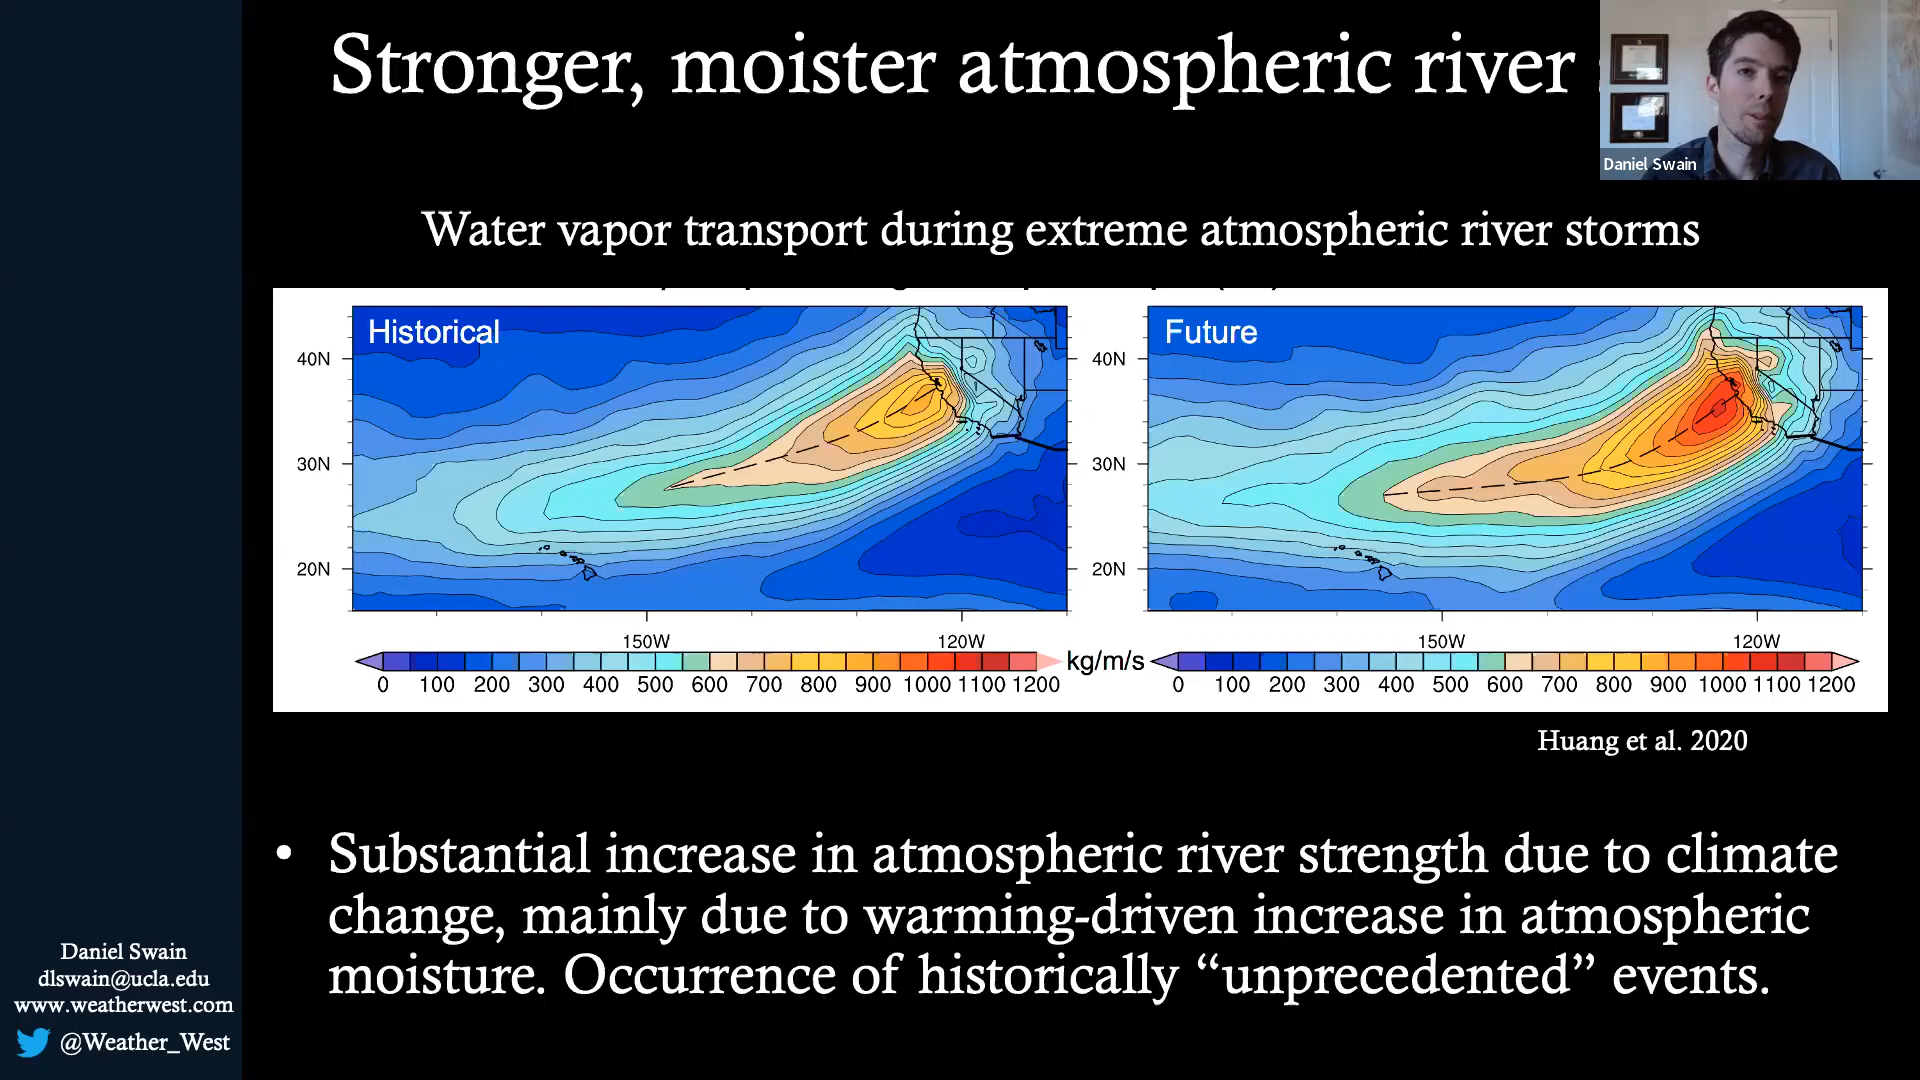 Stronger, moister atmospheric river
Daniel Swain
Water vapor transport during extreme atmospheric river storms
Historical
Future
40N
30N
20N
40N
30N
20N
150W
120W
150W
120W
kg/m/s
0 100 200 300 400 500 600 700 800 900 1000 1100 1200
0 100 200 300 400 500 600 700 800 900 1000 1100 1200
Huang et al. 2020
• Substantial increase in atmospheric river strength due to climate
change, mainly due to warming-driven increase in atmospheric
moisture. Occurrence of historically “unprecedented” events.
Daniel Swain
dlswain@ucla.edu
www.weatherwest.com
@Weather_West